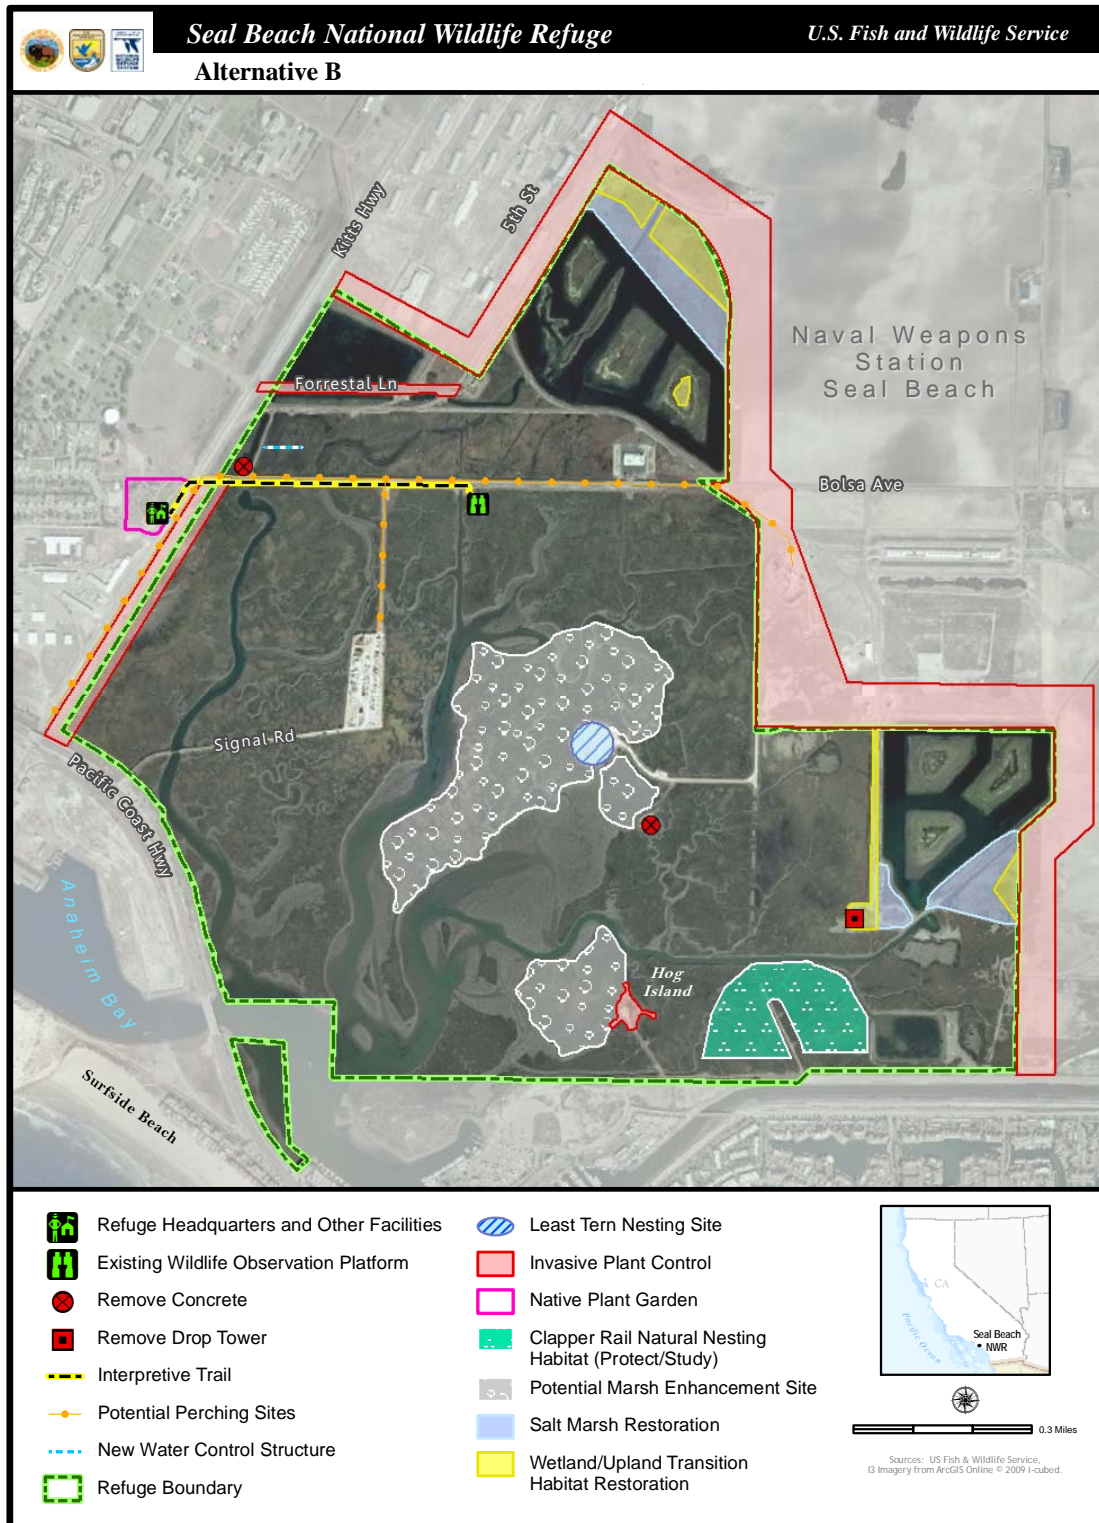 Seal Beach National Wildlife Refuge
U.S. Fish and Wildlife Service
Alternative B
Kitts Hwy
5th St
Naval Weapons
Station
Seal Beach
Forrestal Ln
Bolsa Ave
Signal Rd
Pacific Coast Hwy
Anaheim Bay
Hog
Island
Surfside Beach
Refuge Headquarters and Other Facilities
Existing Wildlife Observation Platform
Remove Concrete
Remove Drop Tower
Interpretive Trail
Potential Perching Sites
New Water Control Structure
Refuge Boundary
Least Tern Nesting Site
Invasive Plant Control
Native Plant Garden
Clapper Rail Natural Nesting
Habitat (Protect/Study)
Potential Marsh Enhancement Site
Salt Marsh Restoration
Wetland/Upland Transition
Habitat Restoration
CA
Pacific Ocean
Seal Beach
NWR
0.3 Miles
Sources: US Fish & Wildlife Service,
I3 Imagery from ArcGIS Online © 2009 i-cubed.